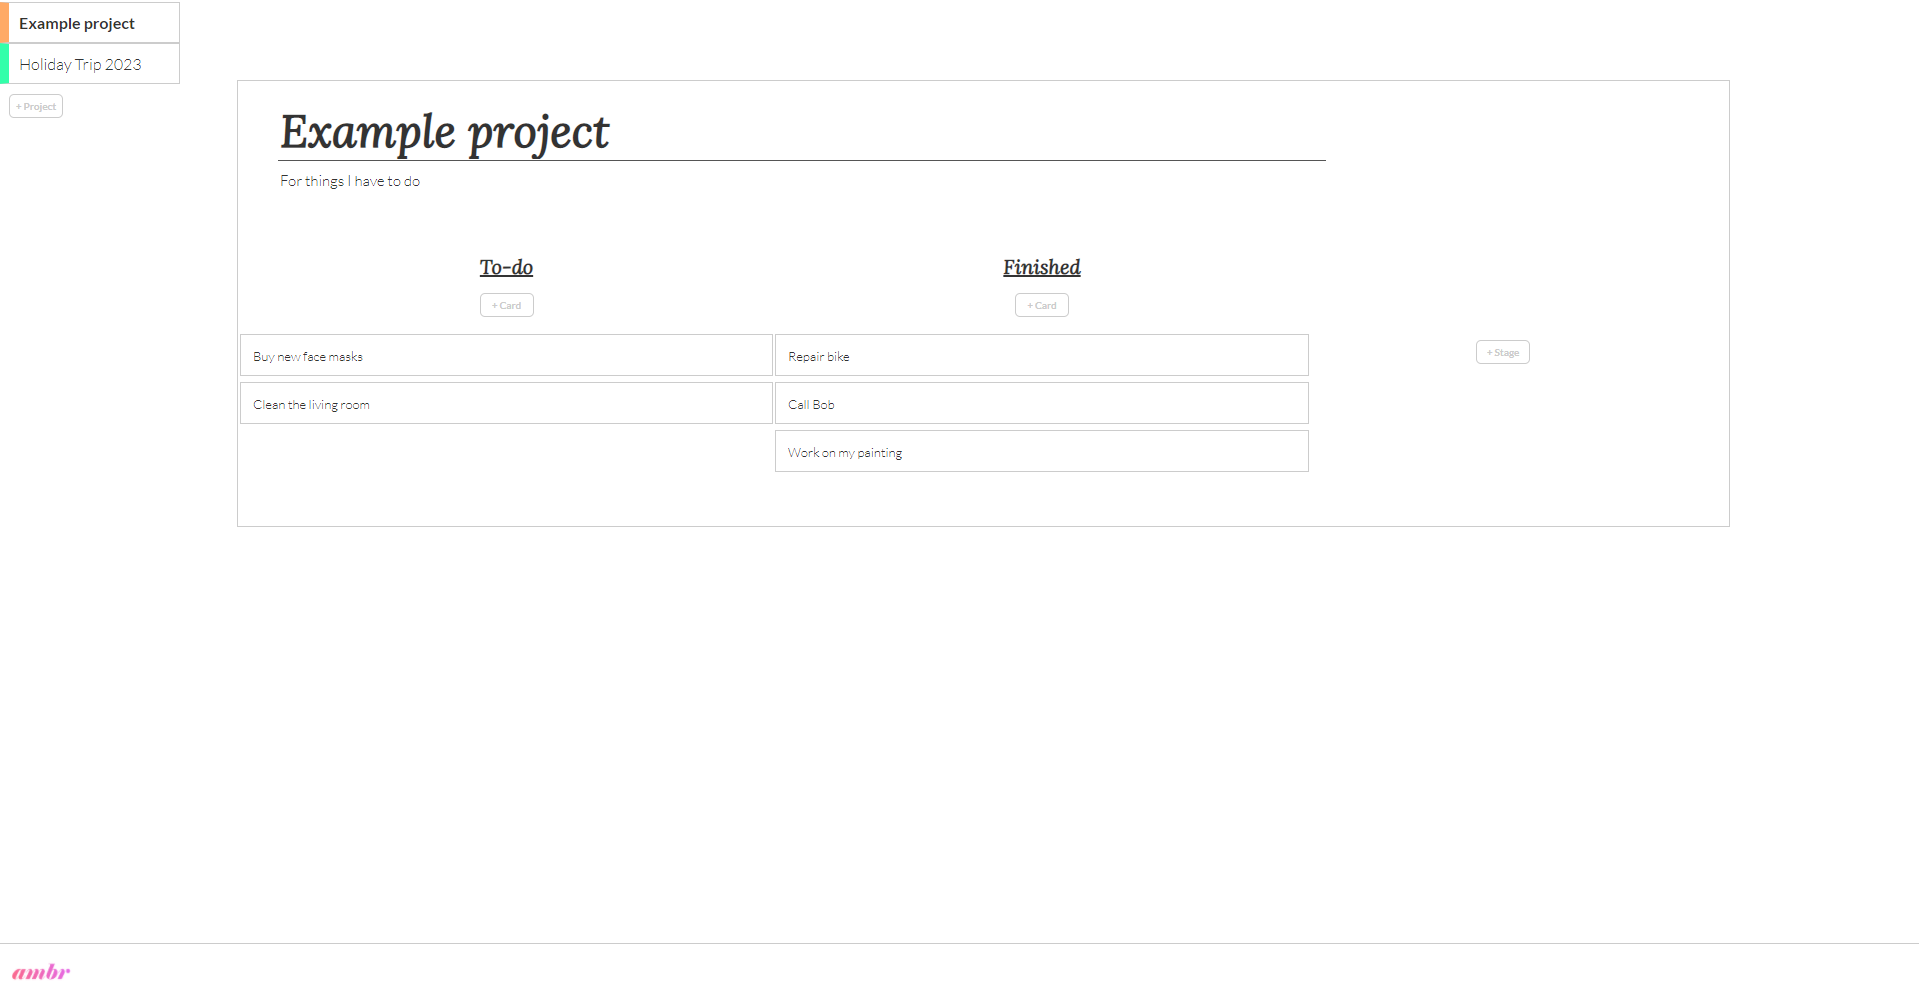 Example project
Holiday Trip 2023
+ Project
Example project
For things I have to do
To-do
+ Card
Buy new face masks
Clean the living room
Finished
+ Card
Repair bike
Call Bob
Work on my painting
+ Stage
ambr